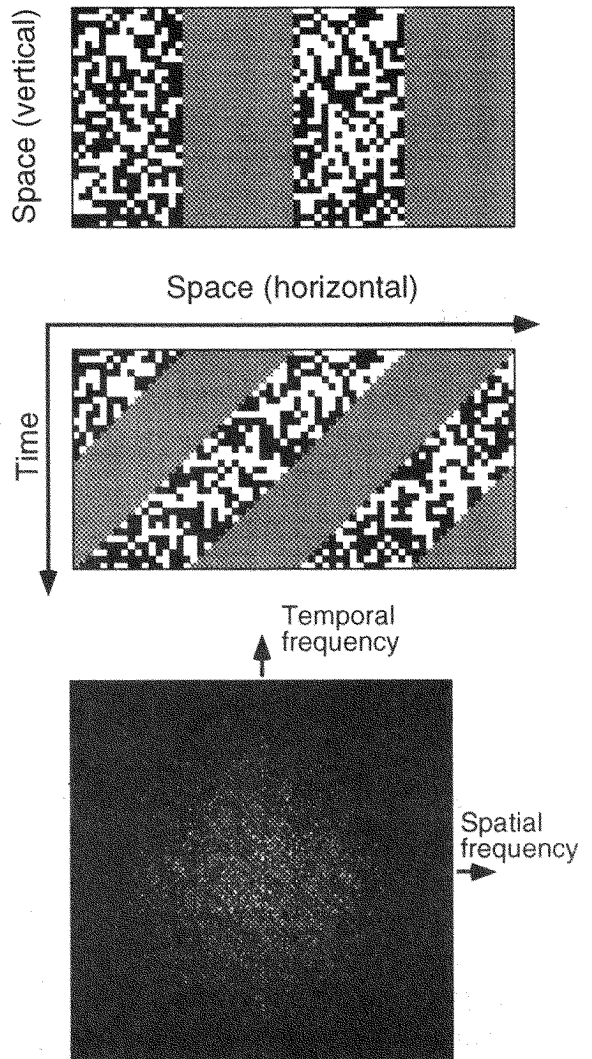 Space (vertical)
Space (horizontal)
Time
Temporal
frequency
Spatial
frequency